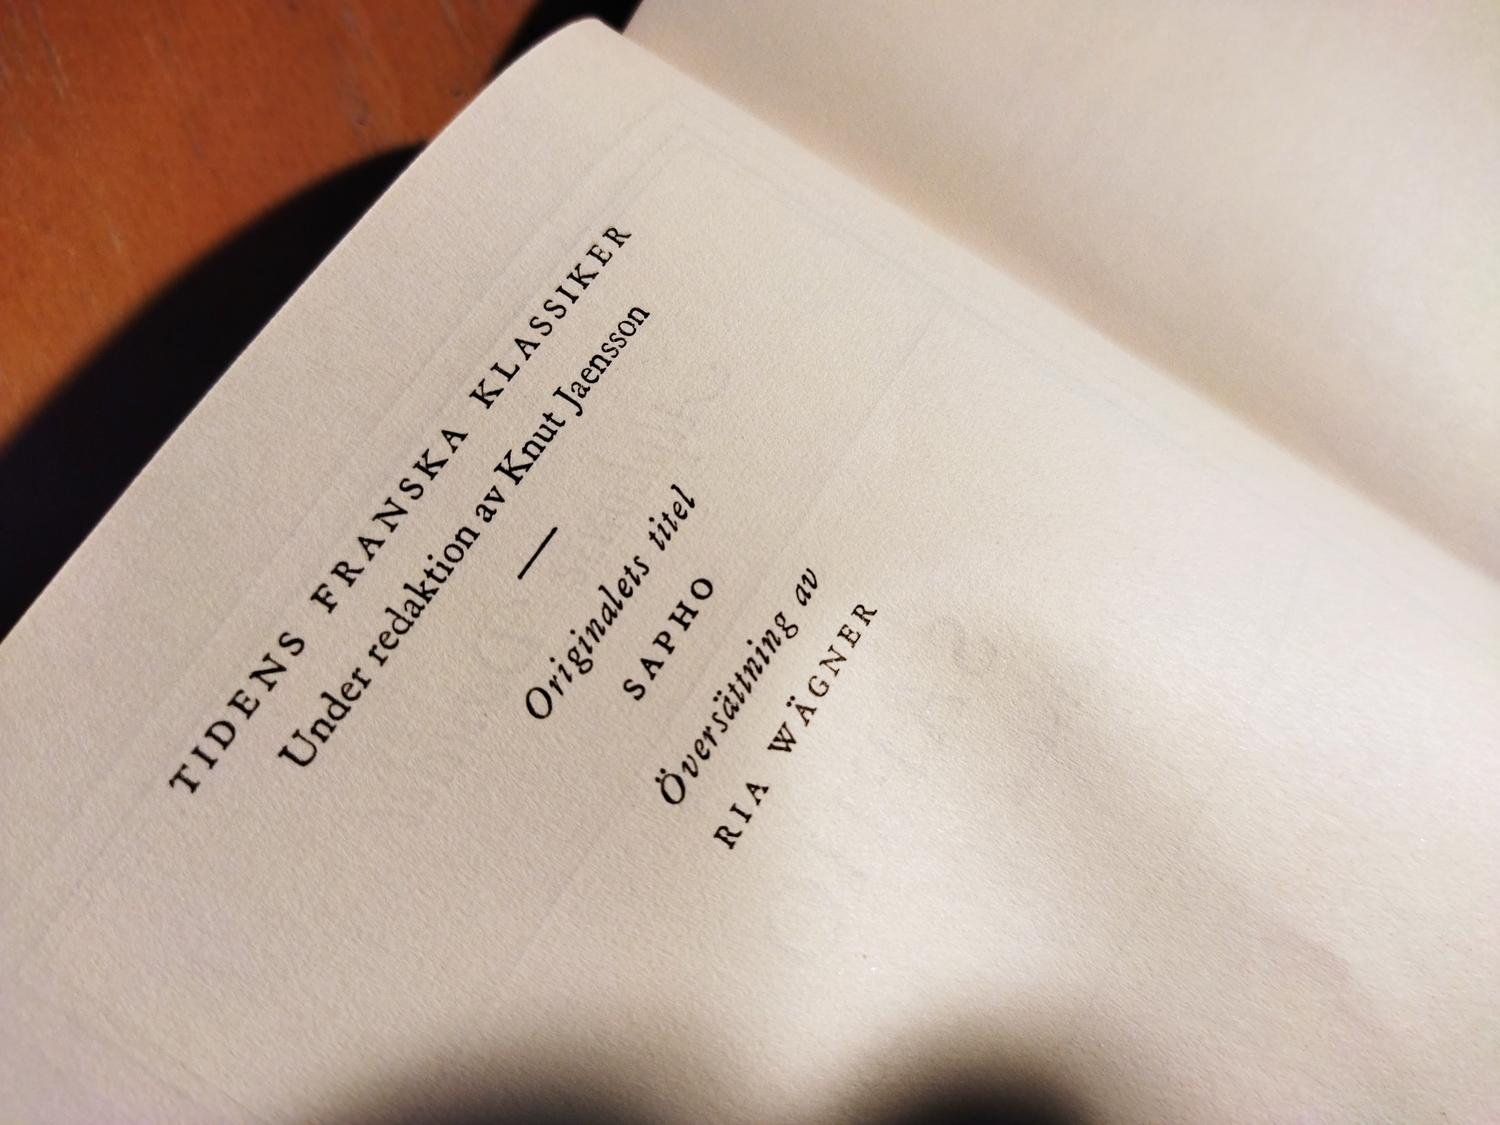 TIDENS FRANSKA KLASSIKER
Under redaktion av Knut Jaensson
Originalets titel
SAPHO
Översättning av
RIA WÄGNER